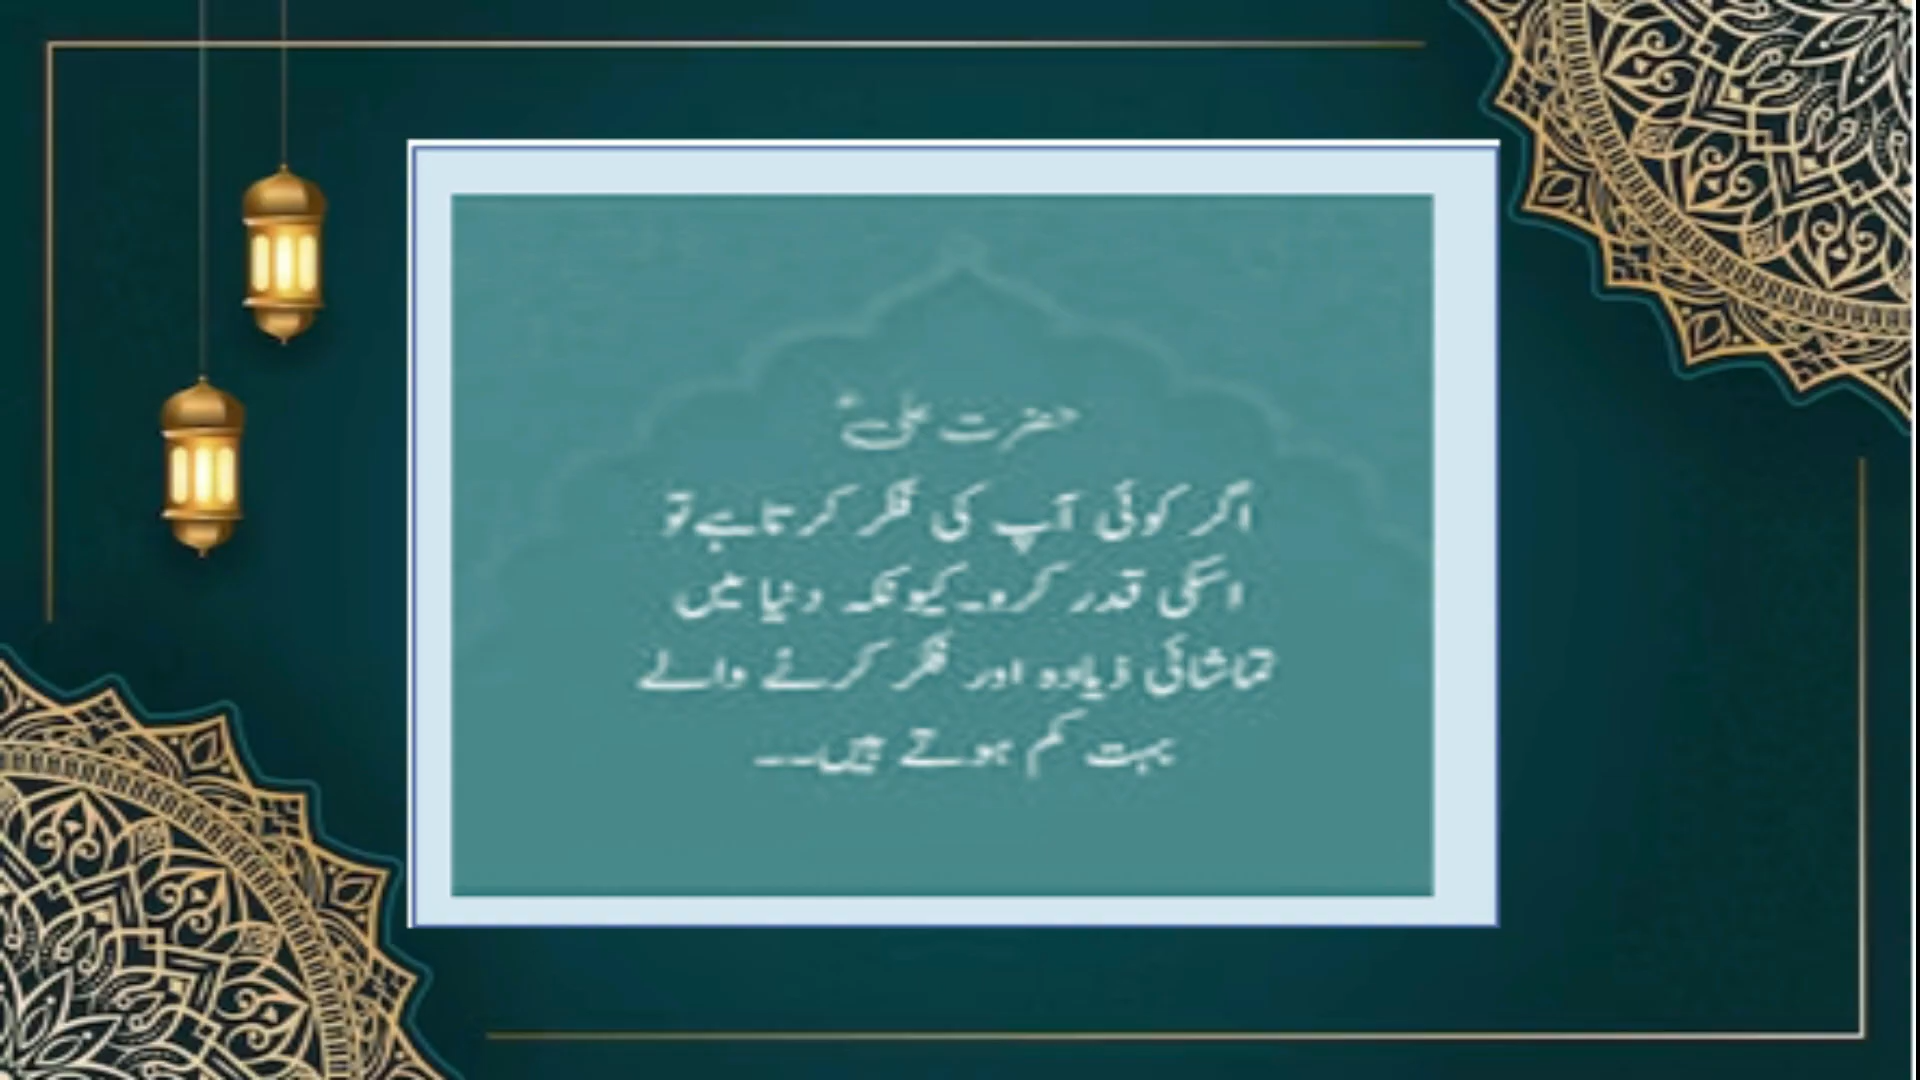 حضرت علیؑ
اگر کوئی آپ کی فکر کرتا ہے تو
اسکی قدر کرو۔ کیونکہ دنیا میں
تماشائی ذیادہ اور فکر کرنے والے
بہت کم ہوتے ہیں۔۔